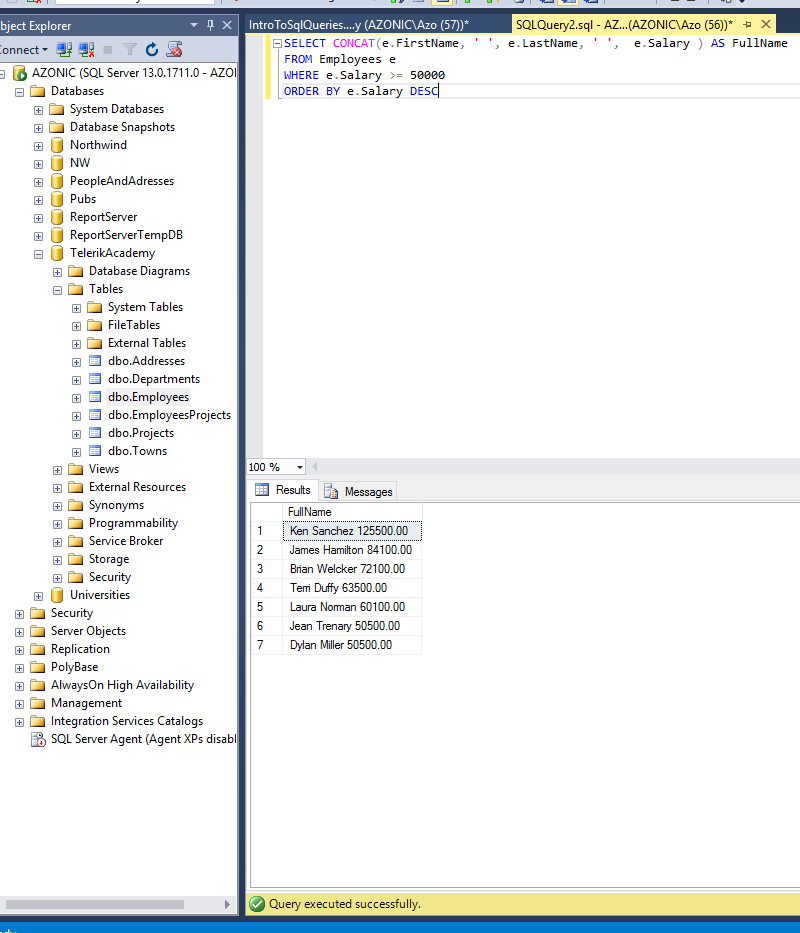 bject Explorer
Connect
AZONIC (SQL Server 13.0.1711.0 - AZOI
Databases
System Databases
Database Snapshots
Northwind
NW
PeopleAndAdresses
Pubs
ReportServer
ReportServerTempDB
TelerikAcademy
Database Diagrams
Tables
System Tables
FileTables
External Tables
dbo.Addresses
dbo.Departments
dbo.Employees
dbo.EmployeesProjects
dbo.Projects
dbo.Towns
Views
External Resources
Synonyms
Programmability
Service Broker
Storage
Security
Universities
Security
Server Objects
Replication
PolyBase
AlwaysOn High Availability
Management
Integration Services Catalogs
SQL Server Agent (Agent XPs disabl
IntroToSqlQueries....y (AZONIC\Azo (57))*
SQLQuery2.sql - AZ...(AZONIC\Azo (56))*
SELECT CONCAT(e.FirstName, ' ', e.LastName, ' ',  e.Salary ) AS FullName
FROM Employees e
WHERE e.Salary >= 50000
ORDER BY e.Salary DESC
100 %
Results
Messages
FullName
1 Ken Sanchez 125500.00
2 James Hamilton 84100.00
3 Brian Welcker 72100.00
4 Terri Duffy 63500.00
5 Laura Norman 60100.00
6 Jean Trenary 50500.00
7 Dylan Miller 50500.00
Query executed successfully.